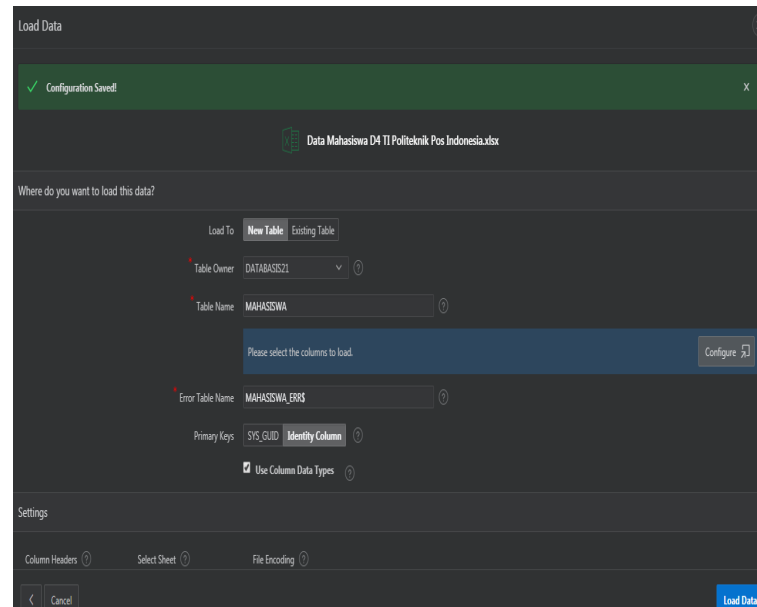 Load Data
Configuration Saved!
X
Data Mahasiswa D4 TI Politeknik Pos Indonesia.xlsx
Where do you want to load this data?
Load To New Table Existing Table
* Table Owner DATABASIS21 ?
* Table Name MAHASISWA ?
Please select the columns to load. Configure
* Error Table Name MAHASISWA_ERR$ ?
Primary Keys SYS_GUID Identity Column ?
Use Column Data Types ?
Settings
Column Headers ? Select Sheet ? File Encoding ?
< Cancel Load Data